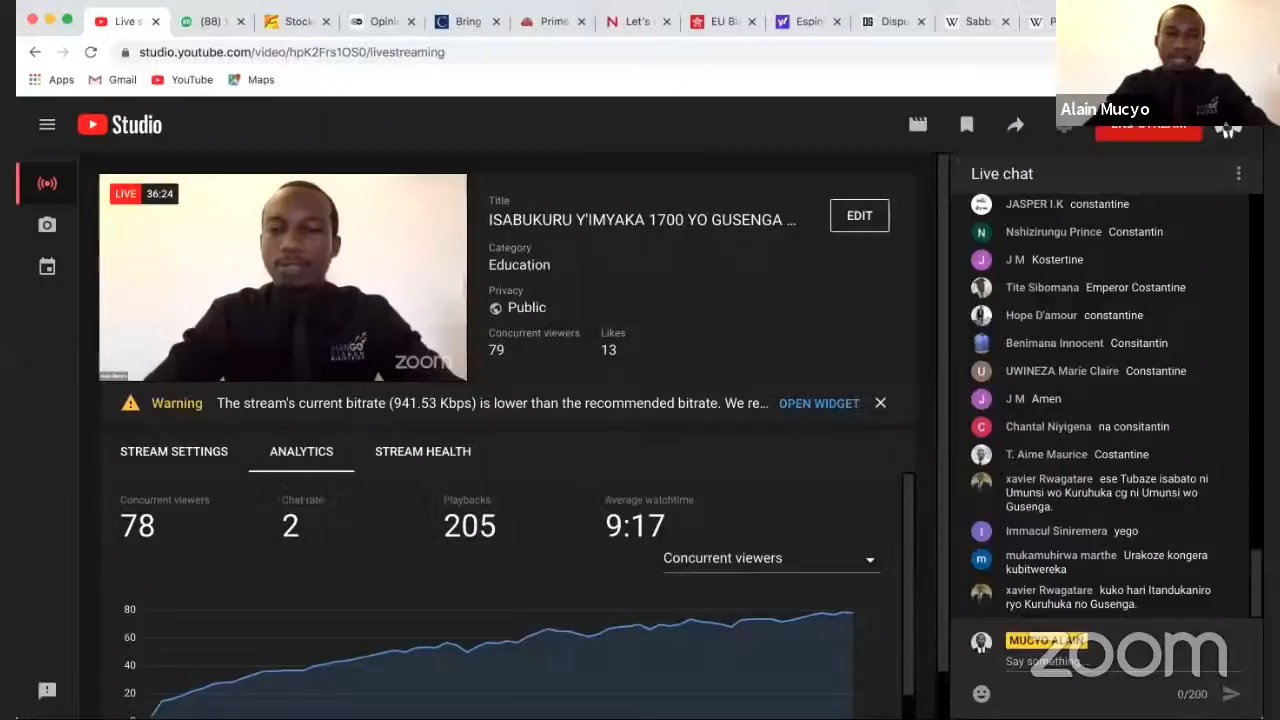 Live s
(88)
Stock
Opini
Bring
Prime
Let's
EU Bl
Espin
Dispu
Sabb
studio.youtube.com/video/hpK2Frs1OS0/livestreaming
Apps
Gmail
YouTube
Maps
Alain Mucyo
Studio
END STREAM
LIVE 36:24
zoom
Title
ISABUKURU Y'IMYAKA 1700 YO GUSENGA ...
EDIT
Category
Education
Privacy
Public
Concurrent viewers Likes
79 13
Warning The stream's current bitrate (941.53 Kbps) is lower than the recommended bitrate. We re... OPEN WIDGET
STREAM SETTINGS ANALYTICS STREAM HEALTH
Concurrent viewers Chat rate Playbacks Average watchtime
78 2 205 9:17
Concurrent viewers
80
60
40
20
0
Live chat
JASPER I.K constantine
Nshizirungu Prince Constantin
J M Kostertine
Tite Sibomana Emperor Costantine
Hope D'amour constantine
Benimana Innocent Consitantin
UWINEZA Marie Claire Constantine
J M Amen
Chantal Niyigena na consitantin
T. Aime Maurice Costantine
xavier Rwagatare ese Tubaze isabato ni
Umunsi wo Kuruhuka cg ni Umunsi wo
Gusenga.
Immacul Siniremera yego
mukamuhirwa marthe Urakoze kongera
kubitwereka
xavier Rwagatare kuko hari Itandukaniro
ryo Kuruhuka no Gusenga.
MUCYO ALAIN
Say something...
zoom
0/200